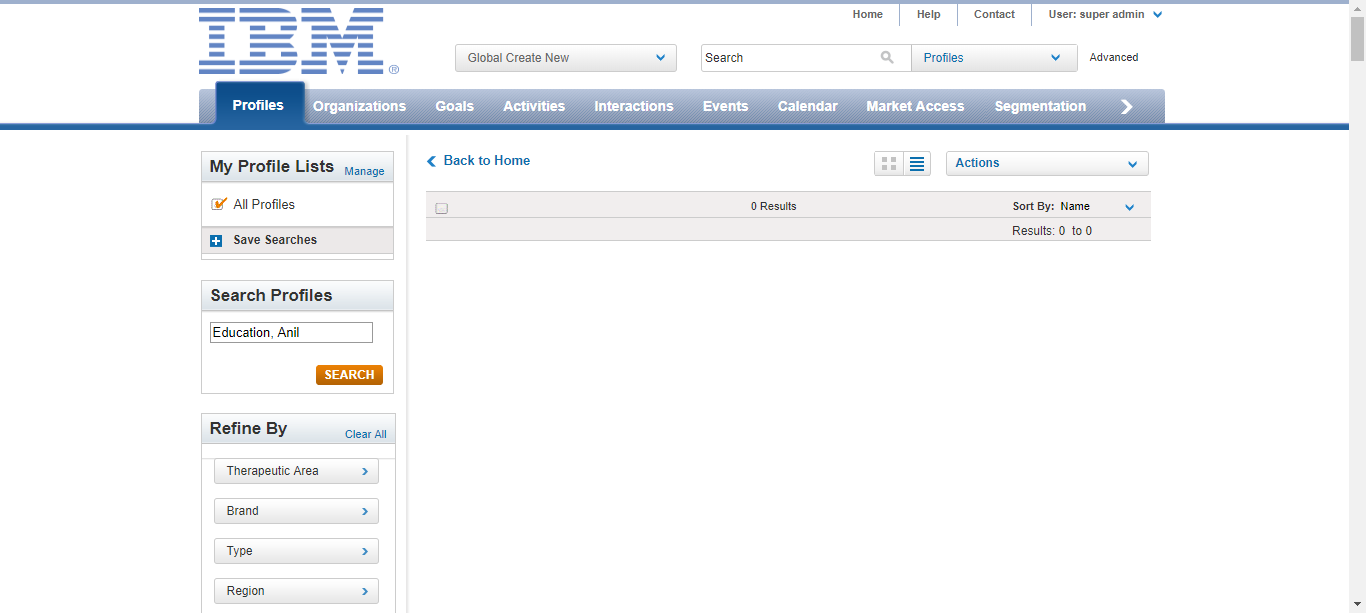 IBM®
Home Help Contact User: super admin
Global Create New Search Profiles Advanced
Profiles Organizations Goals Activities Interactions Events Calendar Market Access Segmentation
My Profile Lists Manage
All Profiles
Save Searches
Search Profiles
Education, Anil
SEARCH
Refine By Clear All
Therapeutic Area
Brand
Type
Region
Back to Home Actions
0 Results Sort By: Name
Results: 0 to 0